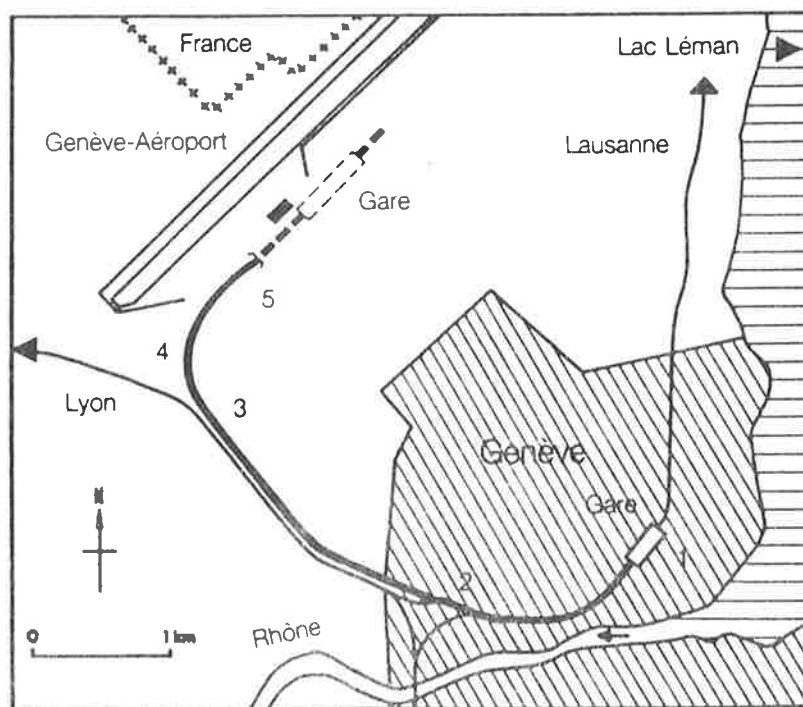 France
Lac Léman
Genève-Aéroport
Lausanne
Gare
5
4
Lyon
3
Genève
N
Gare
1
2
0 1 km
Rhône